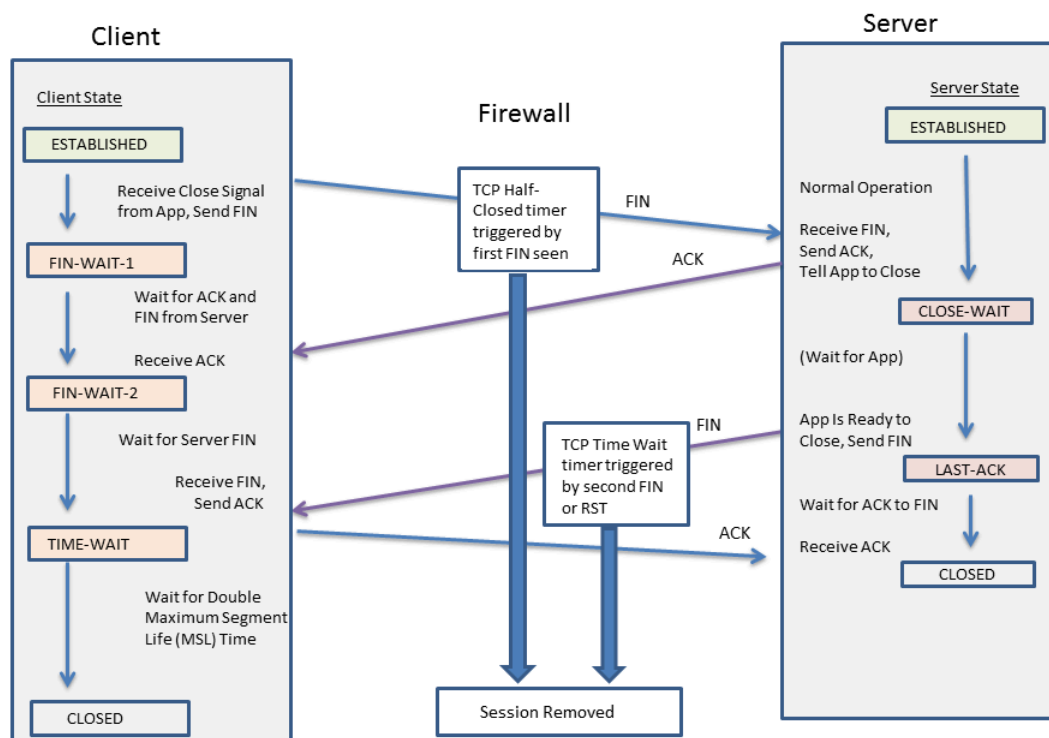 Client
Server
Firewall
Client State
ESTABLISHED
Receive Close Signal
from App, Send FIN
FIN-WAIT-1
Wait for ACK and
FIN from Server
Receive ACK
FIN-WAIT-2
Wait for Server FIN
Receive FIN,
Send ACK
TIME-WAIT
Wait for Double
Maximum Segment
Life (MSL) Time
CLOSED
TCP Half-
Closed timer
triggered by
first FIN seen
FIN
ACK
TCP Time Wait
timer triggered
by second FIN
or RST
FIN
ACK
Session Removed
Server State
ESTABLISHED
Normal Operation
Receive FIN,
Send ACK,
Tell App to Close
CLOSE-WAIT
(Wait for App)
App Is Ready to
Close, Send FIN
LAST-ACK
Wait for ACK to FIN
Receive ACK
CLOSED